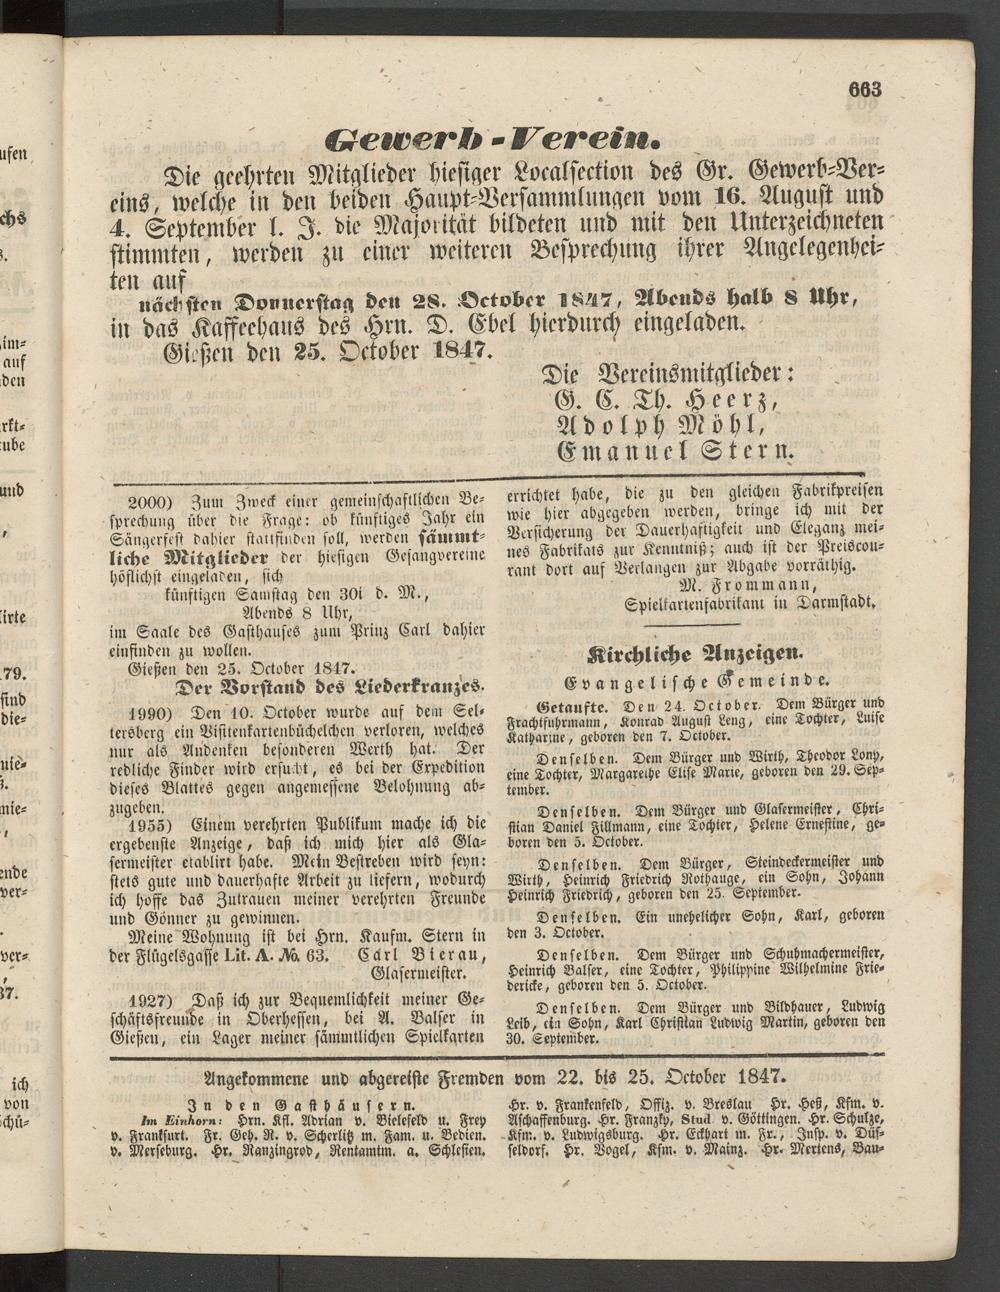 663
Gewerb-Verein.
Die geehrten Mitglieder hiesiger Localsection des Gr. Gewerb-Ver-
eins, welche in den beiden Haupt-Versammlungen vom 16. August und
4. September l. J. die Majorität bildeten und mit den Unterzeichneten
stimmten, werden zu einer weiteren Besprechung ihrer Angelegenhei-
ten auf
nächsten Donnerstag den 28. October 1847, Abends halb 8 Uhr,
in das Kaffeehaus des Hrn. D. Ebel hierdurch eingeladen.
Gießen den 25. October 1847.
Die Vereinsmitglieder:
G. C. Th. Heerz,
Adolph Möhl,
Emanuel Stern.
2000) Zum Zweck einer gemeinschaftlichen Be-
sprechung über die Frage: ob künftiges Jahr ein
Sängerfest dahier stattfinden soll, werden sämmt-
liche Mitglieder der hiesigen Gesangvereine
höflichst eingeladen, sich
künftigen Samstag den 30i d. M.,
Abends 8 Uhr,
im Saale des Gasthauses zum Prinz Carl dahier
einfinden zu wollen.
Gießen den 25. October 1847.
Der Vorstand des Liederkranzes.
1990) Den 10. October wurde auf dem Sel-
tersberg ein Visitenkartenbüchelchen verloren, welches
nur als Andenken besonderen Werth hat. Der
redliche Finder wird ersucht, es bei der Expedition
dieses Blattes gegen angemessene Belohnung ab-
zugeben.
1955) Einem verehrten Publikum mache ich die
ergebenste Anzeige, daß ich mich hier als Gla-
sermeister etablirt habe. Mein Bestreben wird seyn:
stets gute und dauerhafte Arbeit zu liefern, wodurch
ich hoffe das Zutrauen meiner verehrten Freunde
und Gönner zu gewinnen.
Meine Wohnung ist bei Hrn. Kaufm. Stern in
der Flügelsgasse Lit. A. No. 63. Carl Bierau,
Glasermeister.
1927) Daß ich zur Bequemlichkeit meiner Ge-
schäftsfreunde in Oberhessen, bei A. Balser in
Gießen, ein Lager meiner sämmtlichen Spielkarten
errichtet habe, die zu den gleichen Fabrikpreisen
wie hier abgegeben werden, bringe ich mit der
Versicherung der Dauerhaftigkeit und Eleganz mei-
nes Fabrikats zur Kenntniß; auch ist der Preiscou-
rant dort auf Verlangen zur Abgabe vorräthig.
M. Frommann,
Spielkartenfabrikant in Darmstadt.
Kirchliche Anzeigen.
Evangelische Gemeinde.
Getaufte. Den 24. October. Dem Bürger und
Frachtfuhrmann, Konrad August Leng, eine Tochter, Luise
Katharine, geboren den 7. October.
Denselben. Dem Bürger und Wirth, Theodor Lony,
eine Tochter, Margarethe Elise Marie, geboren den 29. Sep-
tember.
Denselben. Dem Bürger und Glasermeister, Chri-
stian Daniel Fillmann, eine Tochter, Helene Ernestine, ge-
boren den 5. October.
Denselben. Dem Bürger, Steindeckermeister und
Wirth, Heinrich Friedrich Rothauge, ein Sohn, Johann
Heinrich Friedrich, geboren den 25. September.
Denselben. Ein unehelicher Sohn, Karl, geboren
den 3. October.
Denselben. Dem Bürger und Schuhmachermeister,
Heinrich Balser, eine Tochter, Philippine Wilhelmine Frie-
dericke, geboren den 5. October.
Denselben. Dem Bürger und Bildhauer, Ludwig
Leib, ein Sohn, Karl Christian Ludwig Martin, geboren den
30. September.
Angekommene und abgereiste Fremden vom 22. bis 25. October 1847.
In den Gasthäusern.
Im Einhorn: Hrn. Kfl. Adrian v. Bielefeld u. Frey
v. Frankfurt. Fr. Geh. R. v. Scherlitz m. Fam. u. Bedien.
v. Merseburg. Hr. Ranzingrod, Rentamtm. a. Schlesien.
Hr. v. Frankenfeld, Offiz. v. Breslau Hr. Heß, Kfm. v.
Aschaffenburg. Hr. Franzky, Stud. v. Göttingen. Hr. Schulze,
Kfm. v. Ludwigsburg. Hr. Eckhart m. Fr., Insp. v. Düs-
seldorf. Hr. Vogel, Kfm. v. Mainz. Hr. Mertens, Bau-